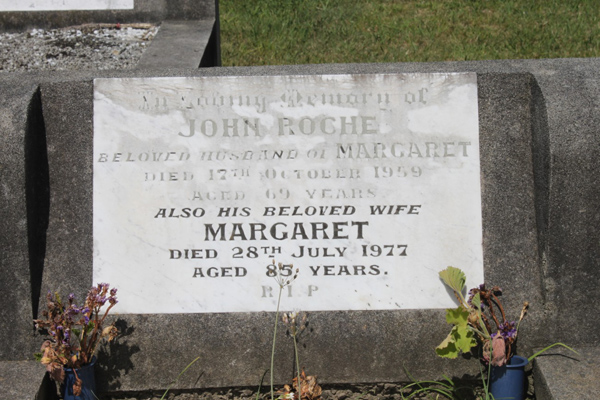 In Loving Memory of
JOHN ROCHE
BELOVED HUSBAND OF MARGARET
DIED 17TH OCTOBER 1959
AGED 69 YEARS
ALSO HIS BELOVED WIFE
MARGARET
DIED 28TH JULY 1977
AGED 85 YEARS.
R I P